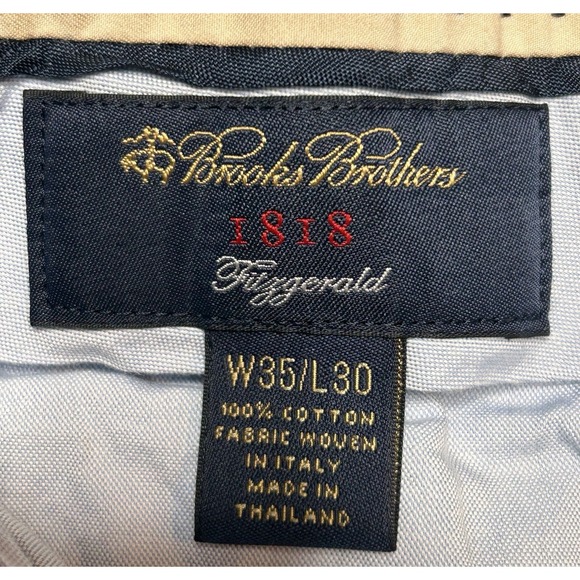 Brooks Brothers
1818
Fitzgerald
W35/L30
100% COTTON
FABRIC WOVEN
IN ITALY
MADE IN
THAILAND